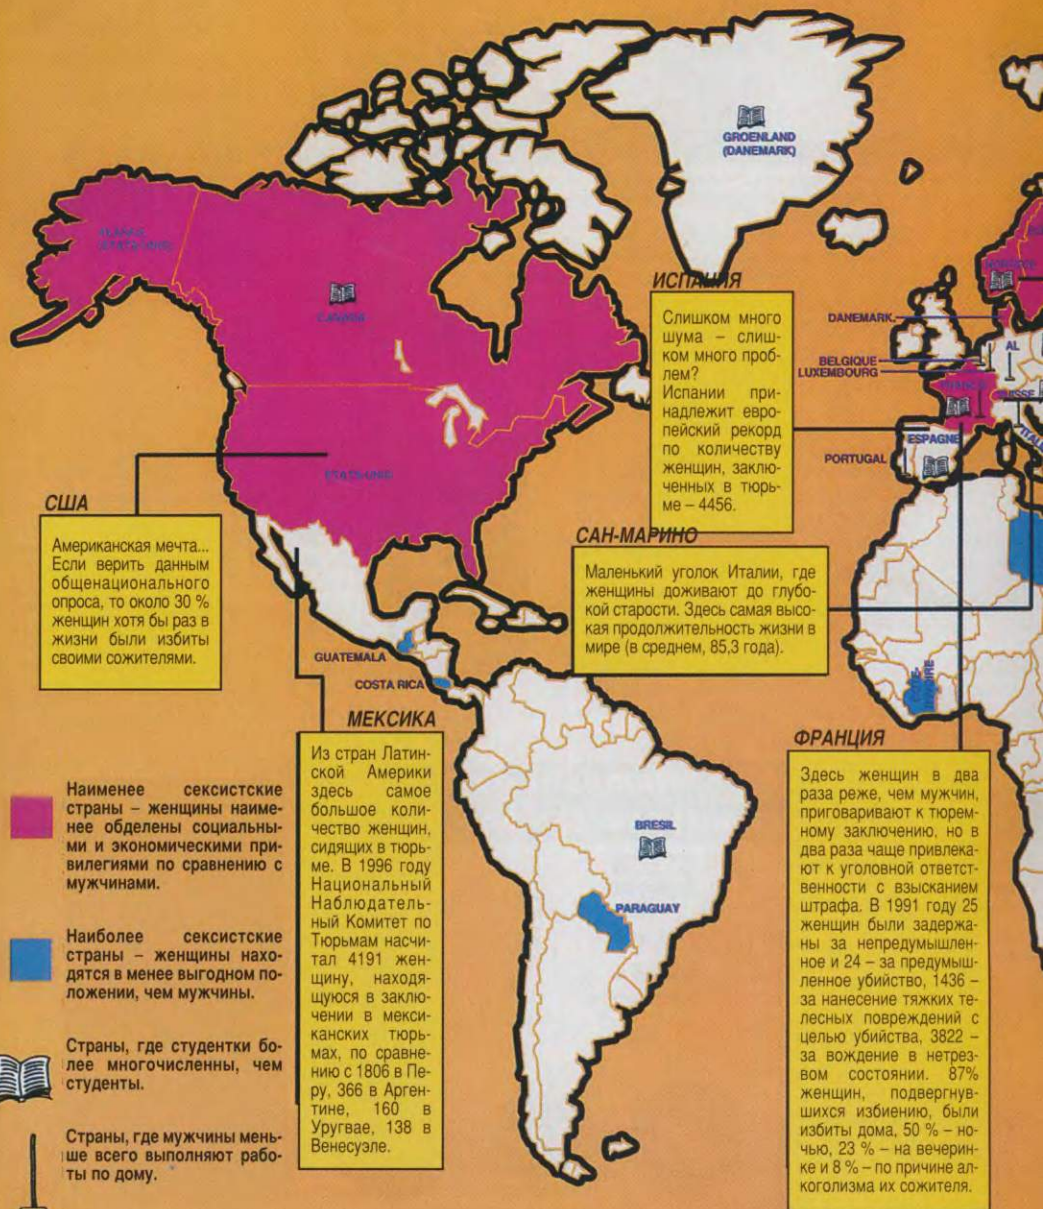 GROENLAND
(DANEMARK)
ALASKA
(ETATS-UNIS)
CANADA
ETATS-UNIS
ИСПАНИЯ
Слишком много
шума – слиш-
ком много проб-
лем?
Испании при-
надлежит евро-
пейский рекорд
по количеству
женщин, заклю-
ченных в тюрь-
ме – 4456.
NORVEGE
DANEMARK
AL
BELGIQUE
LUXEMBOURG
FRANCE
SUISSE
ESPAGNE
PORTUGAL
США
Американская мечта...
Если верить данным
общенационального
опроса, то около 30 %
женщин хотя бы раз в
жизни были избиты
своими сожителями.
САН-МАРИНО
Маленький уголок Италии, где
женщины доживают до глубо-
кой старости. Здесь самая высо-
кая продолжительность жизни в
мире (в среднем, 85,3 года).
GUATEMALA
COSTA RICA
МЕКСИКА
Из стран Латин-
ской Америки
здесь самое
большое коли-
чество женщин,
сидящих в тюрь-
ме. В 1996 году
Национальный
Наблюдатель-
ный Комитет по
Тюрьмам насчи-
тал 4191 жен-
щину, находя-
щуюся в заклю-
чении в мекси-
канских тюрь-
мах, по сравне-
нию с 1806 в Пе-
ру, 366 в Арген-
тине, 160 в
Уругвае, 138 в
Венесуэле.
BRESIL
PARAGUAY
ФРАНЦИЯ
Здесь женщин в два
раза реже, чем мужчин,
приговаривают к тюрем-
ному заключению, но в
два раза чаще привлека-
ют к уголовной ответст-
венности с взысканием
штрафа. В 1991 году 25
женщин были задержа-
ны за непредумышлен-
ное и 24 – за предумыш-
ленное убийство, 1436 –
за нанесение тяжких те-
лесных повреждений с
целью убийства, 3822 –
за вождение в нетрез-
вом состоянии. 87%
женщин, подвергнув-
шихся избиению, были
избиты дома, 50 % – но-
чью, 23 % – на вечерин-
ке и 8 % – по причине ал-
коголизма их сожителя.
Наименее сексистские
страны – женщины наиме-
нее обделены социальны-
ми и экономическими при-
вилегиями по сравнению с
мужчинами.
Наиболее сексистские
страны – женщины нахо-
дятся в менее выгодном по-
ложении, чем мужчины.
Страны, где студентки бо-
лее многочисленны, чем
студенты.
Страны, где мужчины мень-
ше всего выполняют рабо-
ты по дому.